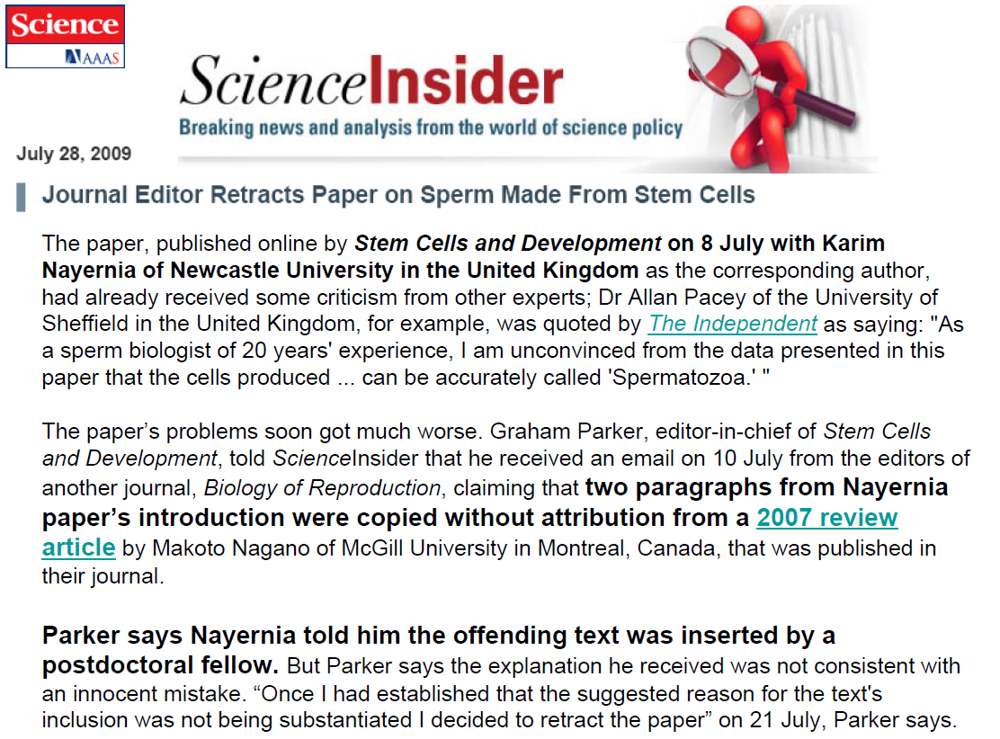 Science
AAAS
ScienceInsider
Breaking news and analysis from the world of science policy
July 28, 2009
Journal Editor Retracts Paper on Sperm Made From Stem Cells
The paper, published online by Stem Cells and Development on 8 July with Karim
Nayernia of Newcastle University in the United Kingdom as the corresponding author,
had already received some criticism from other experts; Dr Allan Pacey of the University of
Sheffield in the United Kingdom, for example, was quoted by The Independent as saying: "As
a sperm biologist of 20 years' experience, I am unconvinced from the data presented in this
paper that the cells produced ... can be accurately called 'Spermatozoa.' "
The paper’s problems soon got much worse. Graham Parker, editor-in-chief of Stem Cells
and Development, told ScienceInsider that he received an email on 10 July from the editors of
another journal, Biology of Reproduction, claiming that two paragraphs from Nayernia
paper’s introduction were copied without attribution from a 2007 review
article by Makoto Nagano of McGill University in Montreal, Canada, that was published in
their journal.
Parker says Nayernia told him the offending text was inserted by a
postdoctoral fellow. But Parker says the explanation he received was not consistent with
an innocent mistake. “Once I had established that the suggested reason for the text's
inclusion was not being substantiated I decided to retract the paper” on 21 July, Parker says.